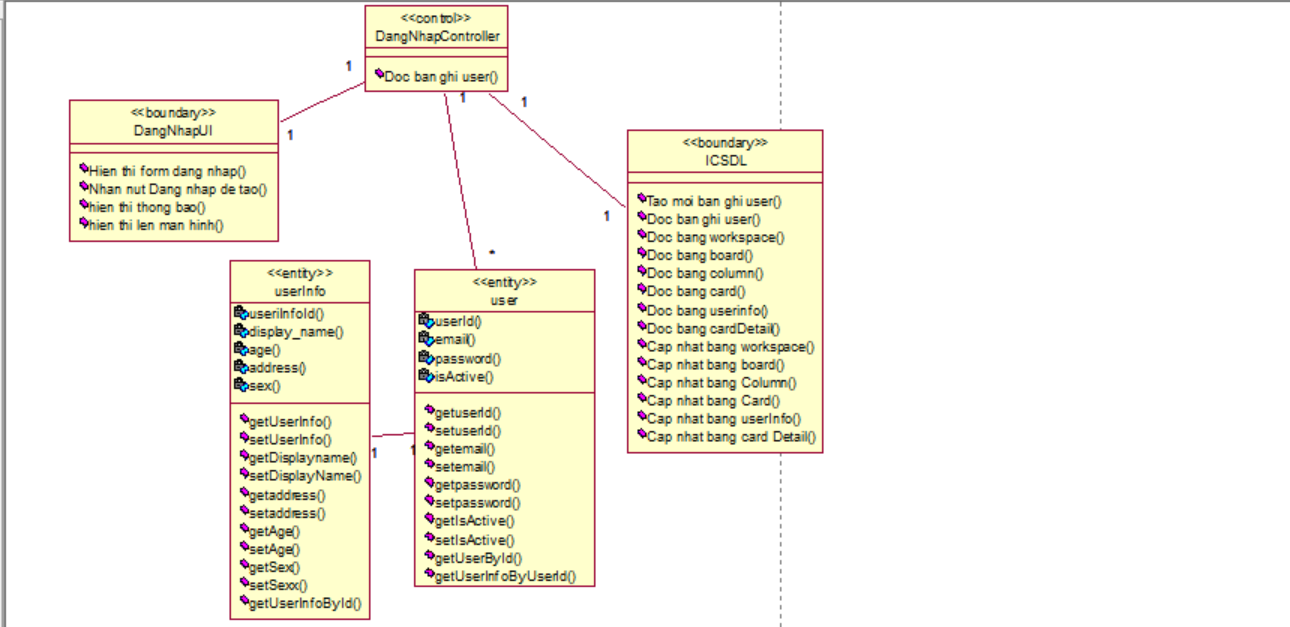 <<control>>
DangNhapController
Doc ban ghi user()
1
1
1
1
1
*
<<boundary>>
DangNhapUI
Hien thi form dang nhap()
Nhan nut Dang nhap de tao()
hien thi thong bao()
hien thi len man hinh()
<<boundary>>
ICSDL
Tao moi ban ghi user()
Doc ban ghi user()
Doc bang workspace()
Doc bang board()
Doc bang column()
Doc bang card()
Doc bang userinfo()
Doc bang cardDetail()
Cap nhat bang workspace()
Cap nhat bang board()
Cap nhat bang Column()
Cap nhat bang Card()
Cap nhat bang userInfo()
Cap nhat bang card Detail()
<<entity>>
userInfo
userInfoId()
display_name()
age()
address()
sex()
getUserInfo()
setUserInfo()
getDisplayname()
setDisplayName()
getaddress()
setaddress()
getAge()
setAge()
getSex()
setSexx()
getUserInfoById()
1
1
<<entity>>
user
userId()
email()
password()
isActive()
getuserId()
setuserId()
getemail()
setemail()
getpassword()
setpassword()
getIsActive()
setIsActive()
getUserById()
getUserInfoByUserId()